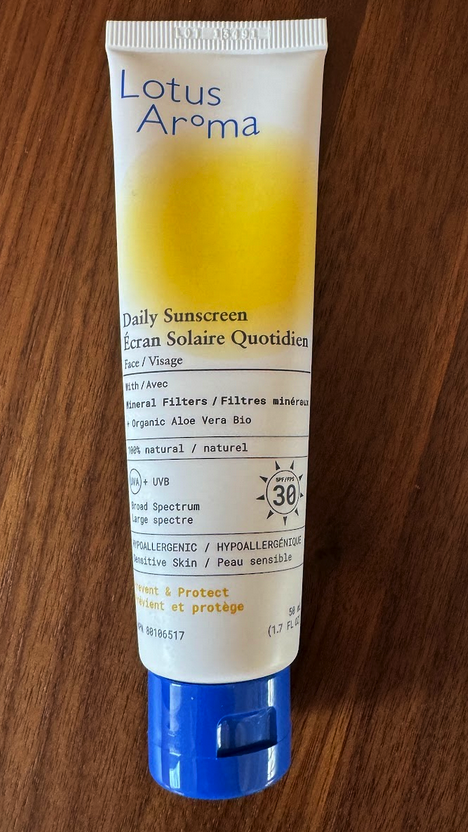 Lotus
Aroma
Daily Sunscreen
Écran Solaire Quotidien
Face / Visage
With / Avec
Mineral Filters / Filtres minéraux
+ Organic Aloe Vera Bio
100% natural / naturel
UVA + UVB
SPF/FPS
30
Broad Spectrum
Large spectre
HYPOALLERGENIC / HYPOALLERGÉNIQUE
Sensitive Skin / Peau sensible
Prevent & Protect
Prévient et protège
50 mL
NPN 80106517
(1.7 FL OZ